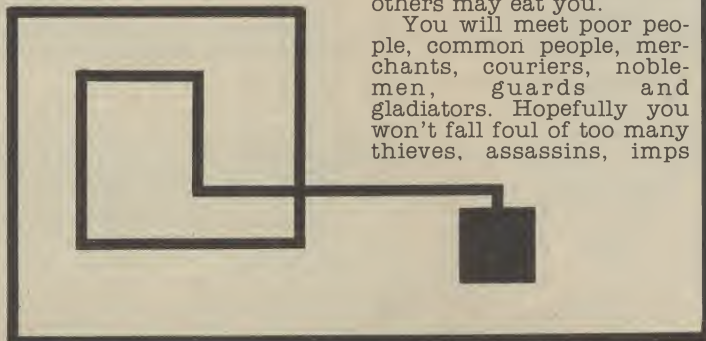 others may eat you.
You will meet poor peo-
ple, common people, mer-
chants, couriers, noble-
men, guards and
gladiators. Hopefully you
won't fall foul of too many
thieves, assassins, imps